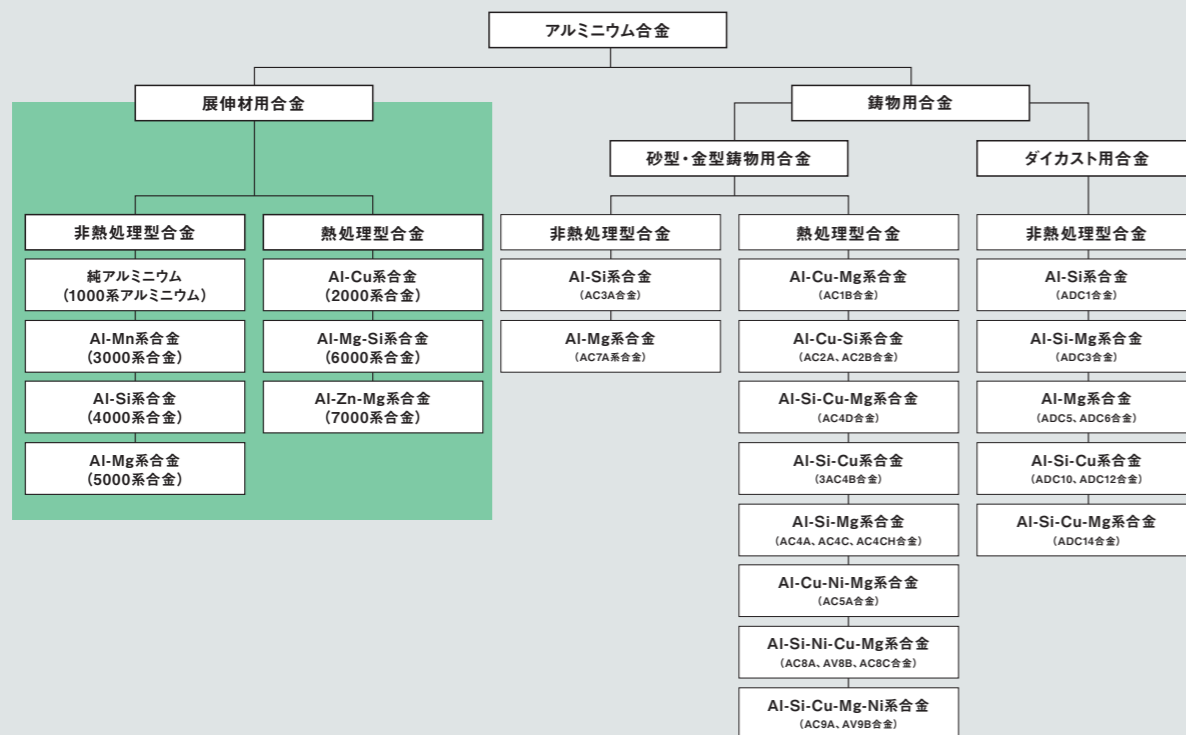 アルミニウム合金
展伸材用合金
鋳物用合金
砂型・金型鋳物用合金
ダイカスト用合金
非熱処理型合金
純アルミニウム
(1000系アルミニウム)
Al-Mn系合金
(3000系合金)
Al-Si系合金
(4000系合金)
Al-Mg系合金
(5000系合金)
熱処理型合金
Al-Cu系合金
(2000系合金)
Al-Mg-Si系合金
(6000系合金)
Al-Zn-Mg系合金
(7000系合金)
非熱処理型合金
Al-Si系合金
(AC3A合金)
Al-Mg系合金
(AC7A系合金)
熱処理型合金
Al-Cu-Mg系合金
(AC1B合金)
Al-Cu-Si系合金
(AC2A、AC2B合金)
Al-Si-Cu-Mg系合金
(AC4D合金)
Al-Si-Cu系合金
(3AC4B合金)
Al-Si-Mg系合金
(AC4A、AC4C、AC4CH合金)
Al-Cu-Ni-Mg系合金
(AC5A合金)
Al-Si-Ni-Cu-Mg系合金
(AC8A、AV8B、AC8C合金)
Al-Si-Cu-Mg-Ni系合金
(AC9A、AV9B合金)
非熱処理型合金
Al-Si系合金
(ADC1合金)
Al-Si-Mg系合金
(ADC3合金)
Al-Mg系合金
(ADC5、ADC6合金)
Al-Si-Cu系合金
(ADC10、ADC12合金)
Al-Si-Cu-Mg系合金
(ADC14合金)